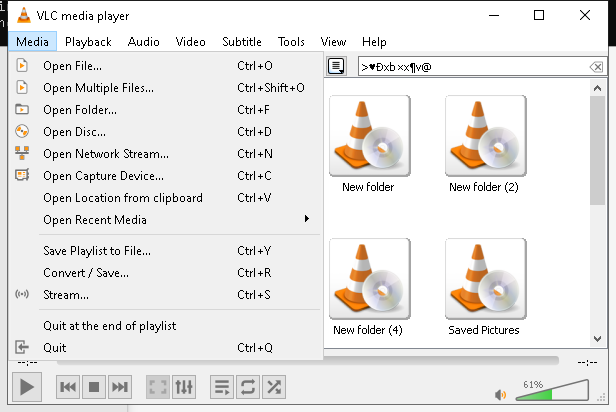 VLC media player
Media Playback Audio Video Subtitle Tools View Help
Open File... Ctrl+O
Open Multiple Files... Ctrl+Shift+O
Open Folder... Ctrl+F
Open Disc... Ctrl+D
Open Network Stream... Ctrl+N
Open Capture Device... Ctrl+C
Open Location from clipboard Ctrl+V
Open Recent Media
Save Playlist to File... Ctrl+Y
Convert / Save... Ctrl+R
Stream... Ctrl+S
Quit at the end of playlist
Quit Ctrl+Q
>♥Ðxb×x¶v@
New folder
New folder (2)
New folder (4)
Saved Pictures
--:-- --:--
61%